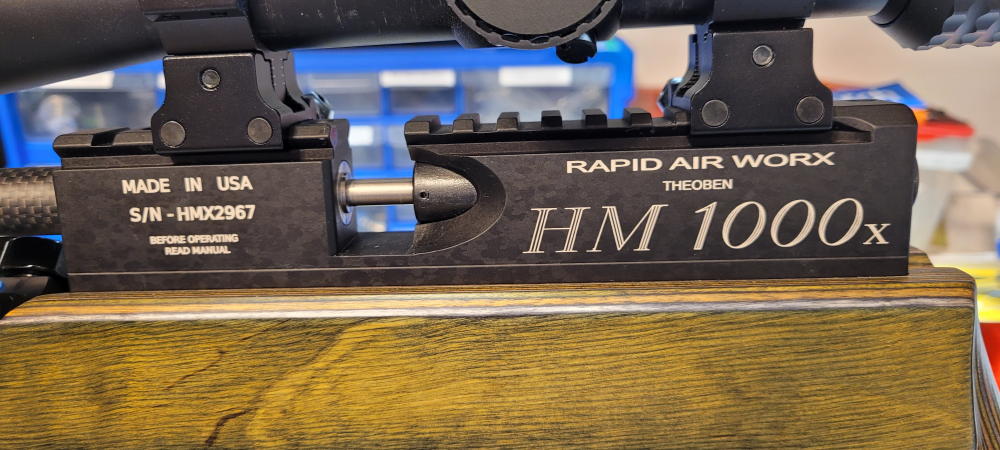 MADE IN USA
S/N - HMX2967
BEFORE OPERATING
READ MANUAL
RAPID AIR WORX
THEOBEN
HM 1000x